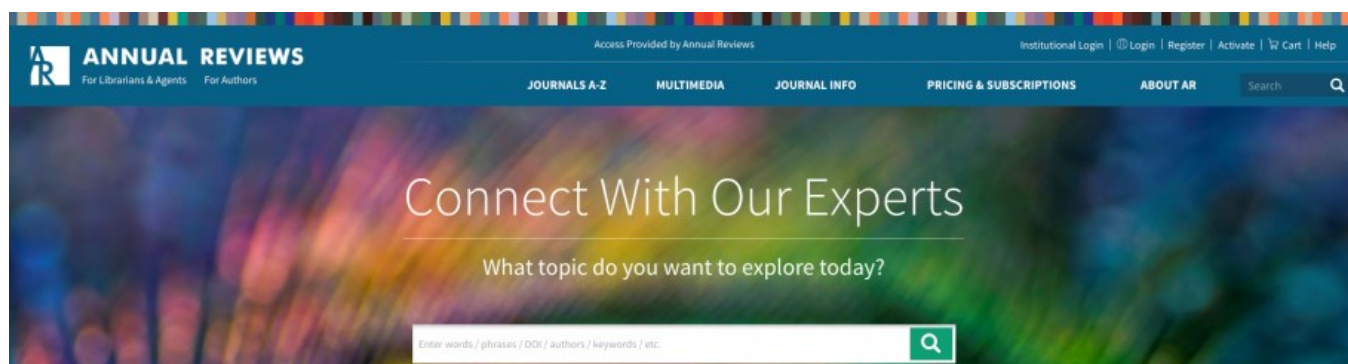 Access Provided by Annual Reviews
Institutional Login | Login | Register | Activate | Cart | Help
AR ANNUAL REVIEWS
For Librarians & Agents For Authors
JOURNALS A-Z MULTIMEDIA JOURNAL INFO PRICING & SUBSCRIPTIONS ABOUT AR Search
Connect With Our Experts
What topic do you want to explore today?
Enter words / phrases / DOI / authors / keywords / etc.